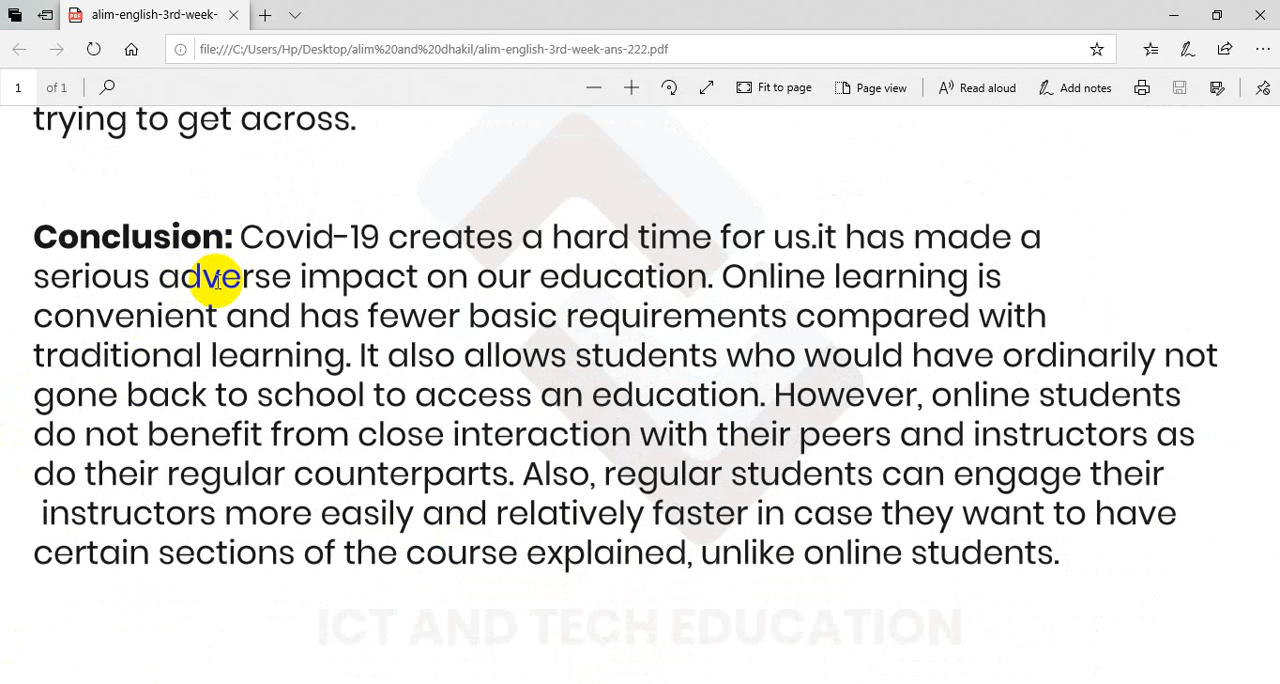 alim-english-3rd-week-
file:///C:/Users/Hp/Desktop/alim%20and%20dhakil/alim-english-3rd-week-ans-222.pdf
1 of 1 Fit to page Page view Read aloud Add notes
trying to get across.
Conclusion: Covid-19 creates a hard time for us.it has made a
serious adverse impact on our education. Online learning is
convenient and has fewer basic requirements compared with
traditional learning. It also allows students who would have ordinarily not
gone back to school to access an education. However, online students
do not benefit from close interaction with their peers and instructors as
do their regular counterparts. Also, regular students can engage their
instructors more easily and relatively faster in case they want to have
certain sections of the course explained, unlike online students.
ICT AND TECH EDUCATION